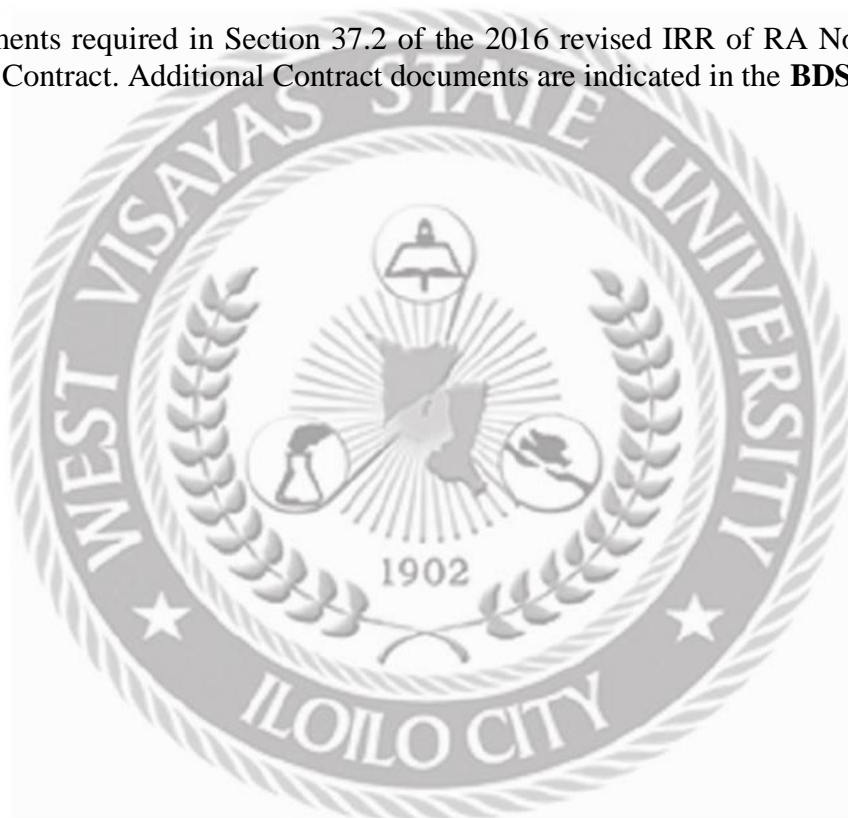 ments required in Section 37.2 of the 2016 revised IRR of RA No
Contract. Additional Contract documents are indicated in the BDS
WEST VISAYAS STATE UNIVERSITY
1902
ILOILO CITY